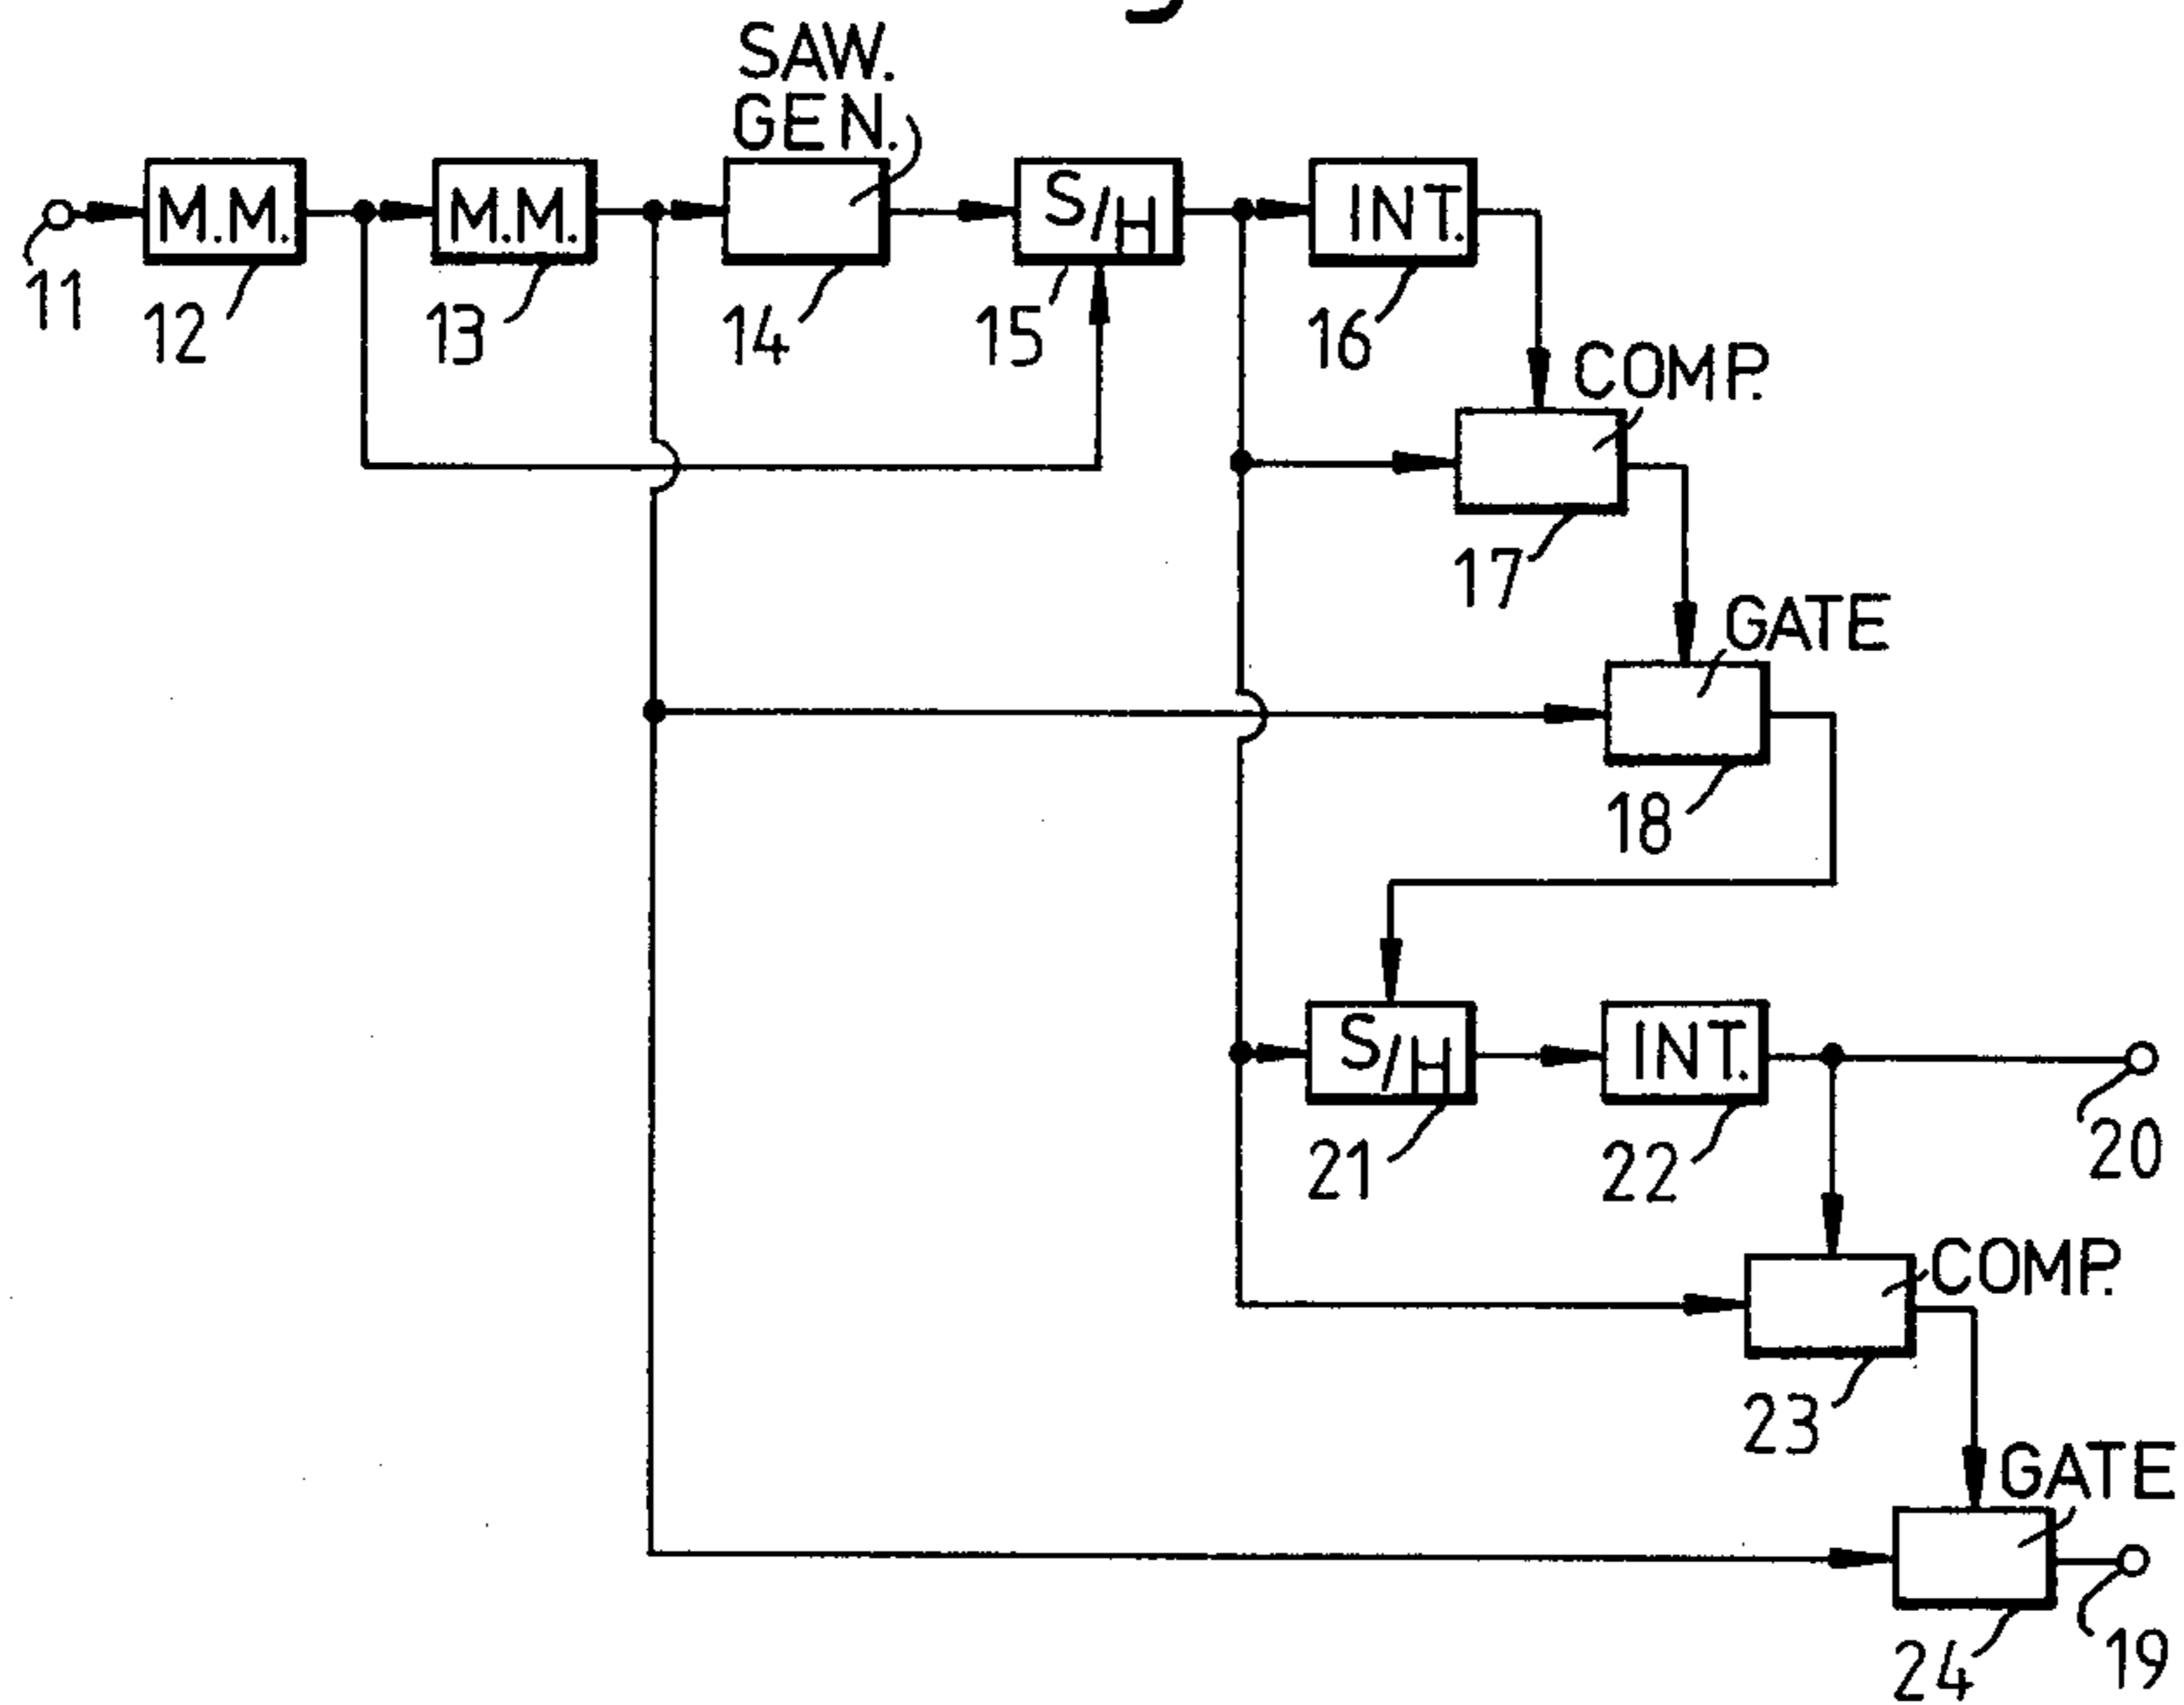 SAW.
GEN.
M.M.
M.M.
S/H
INT.
11
12
13
14
15
16
COMP.
17
GATE
18
S/H
INT.
21
22
20
COMP.
23
GATE
24
19